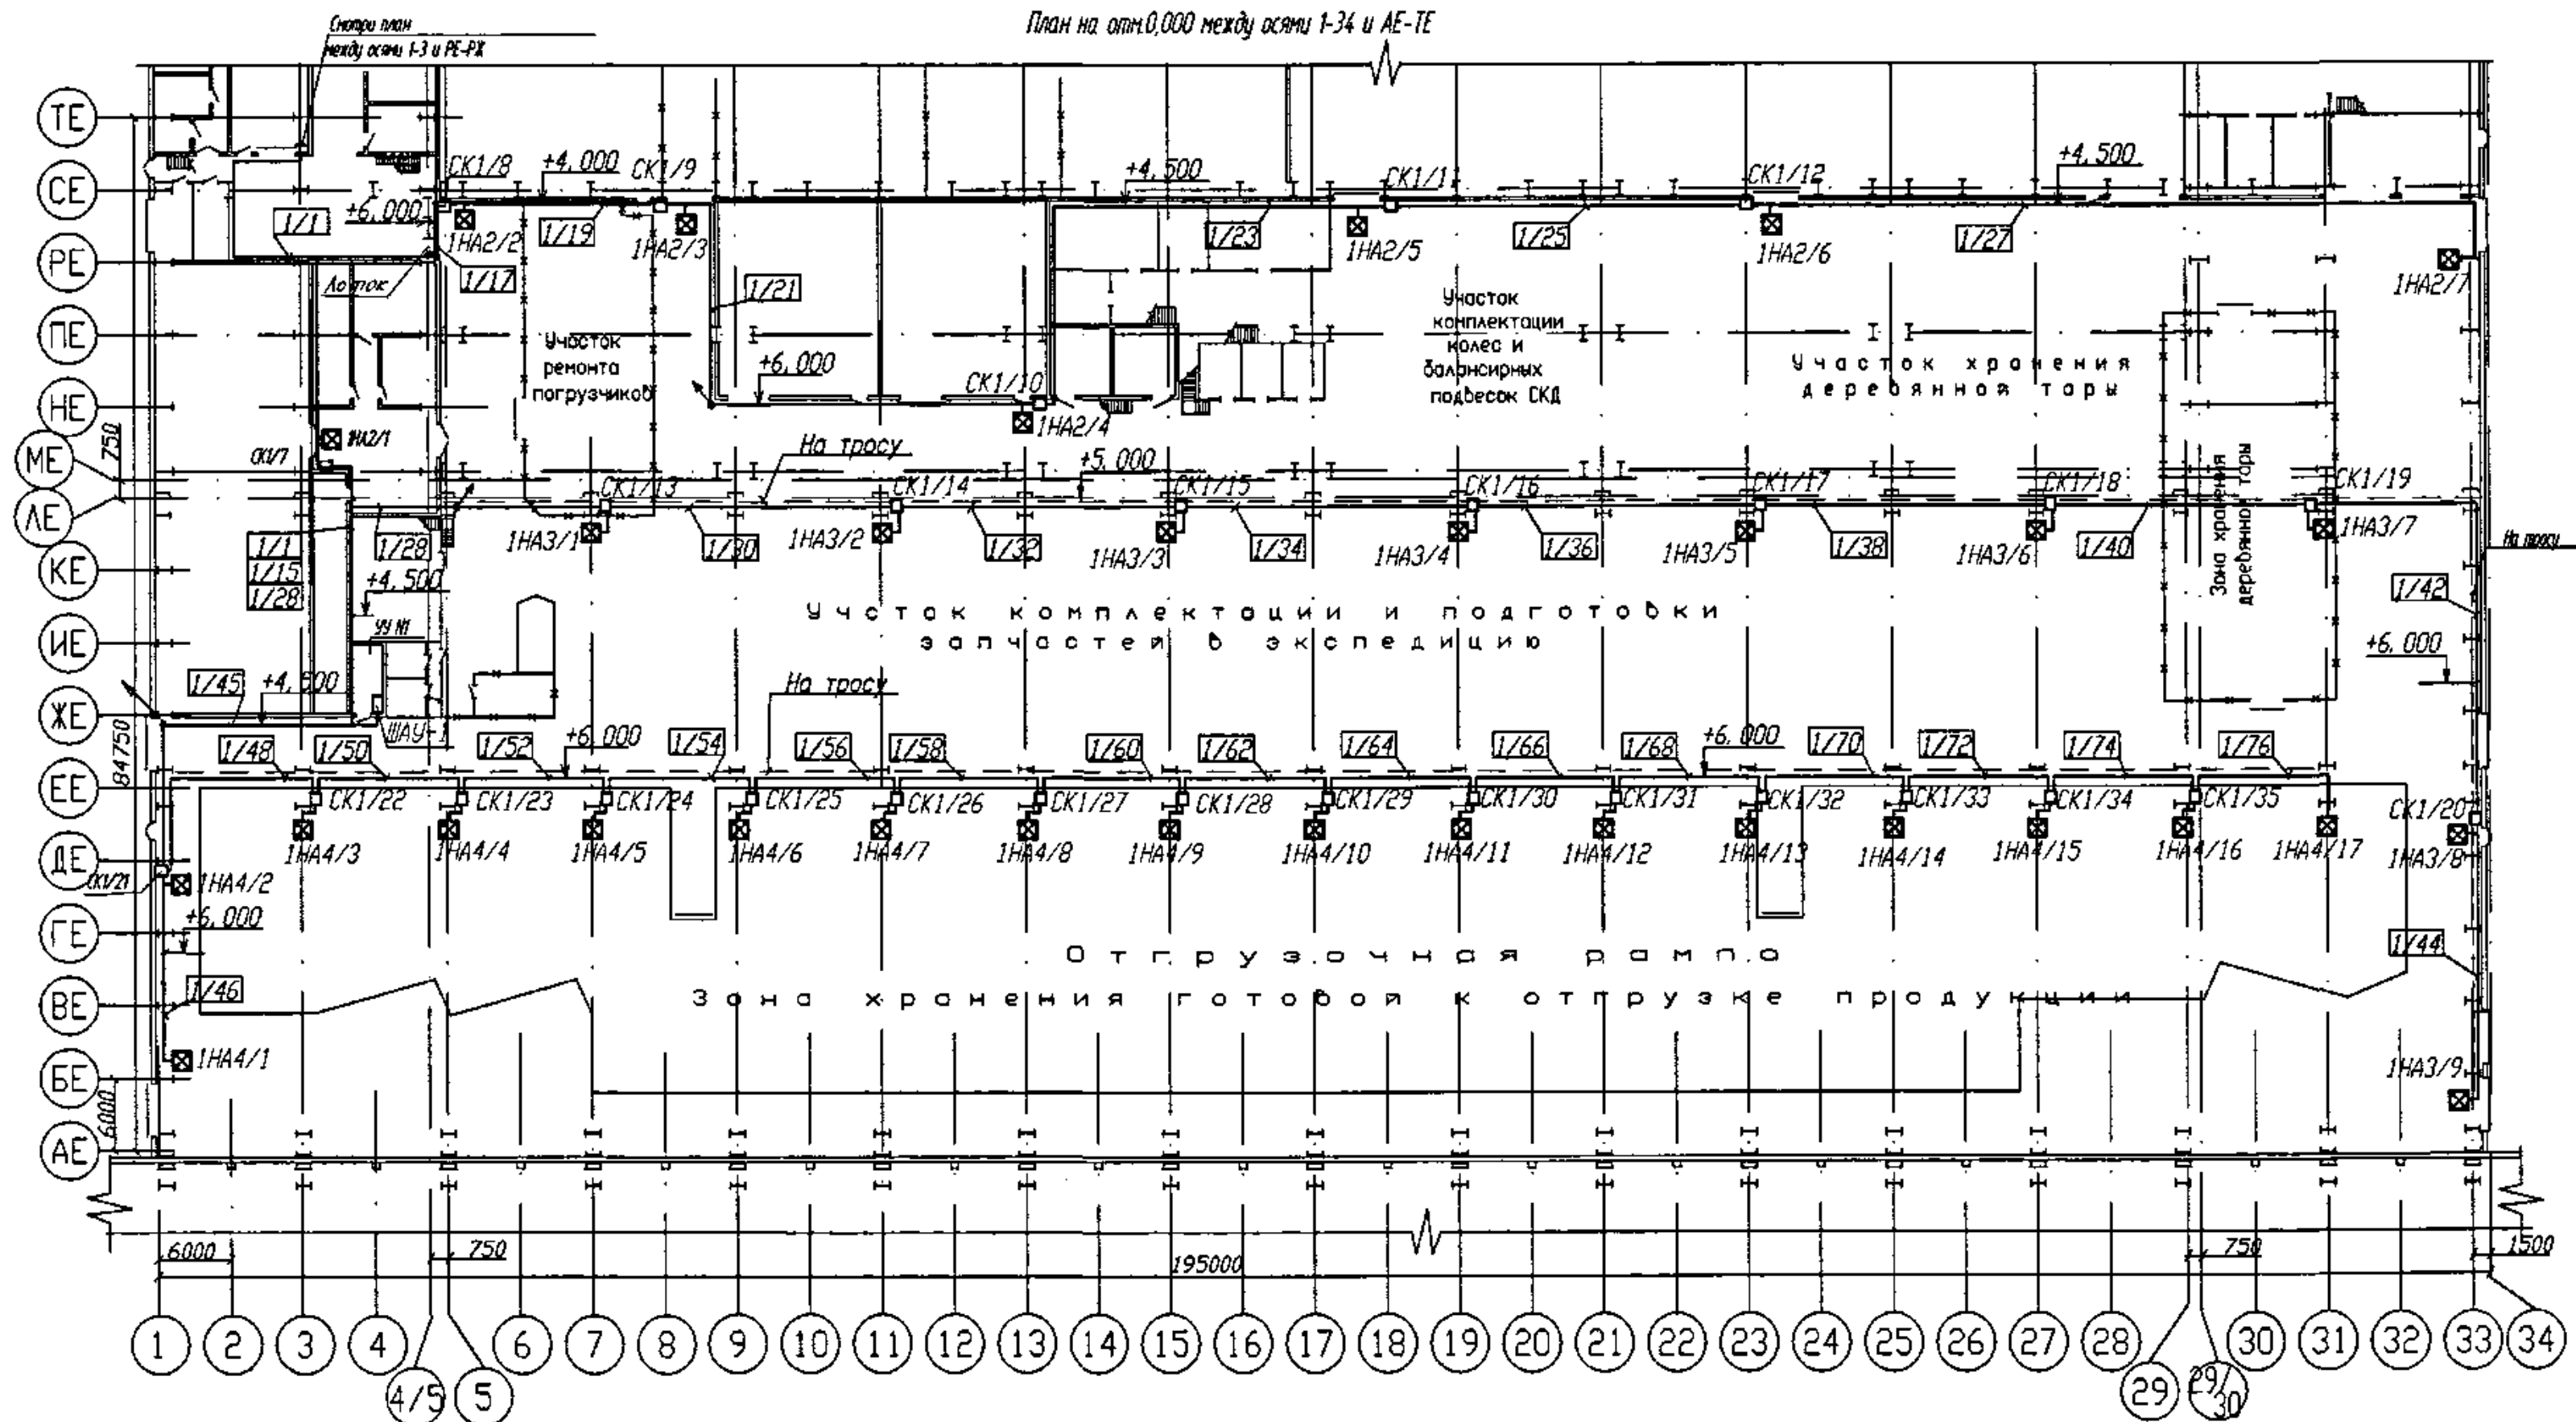 План на отм.0,000 между осями 1-34 и АЕ-ТЕ
Смотри план
между осями 1-3 и РЕ-РЖ
ТЕ
СЕ
РЕ
ПЕ
НЕ
МЕ
ЛЕ
КЕ
ИЕ
ЖЕ
ЕЕ
ДЕ
ГЕ
ВЕ
БЕ
АЕ
750
84750
6000
СК1/8
+4,000
СК1/9
+4,500
СК1/11
СК1/12
+4,500
1/1
+6,000
1НА2/2
1/19
1НА2/3
1/23
1НА2/5
1/25
1НА2/6
1/27
1НА2/7
Лоток
1/17
1/21
Участок
ремонта
погрузчиков
+6,000
СК1/10
1НА2/4
Участок
комплектации
колес и
балансирных
подвесок СКД
Участок хранения
деревянной тары
Зона хранения
деревянной тары
1НА2/1
СК1/7
На тросу
+5,000
СК1/13
СК1/14
СК1/15
СК1/16
СК1/17
СК1/18
СК1/19
1/1
1/15
1/28
1/28
1НА3/1
1/30
1НА3/2
1/32
1НА3/3
1/34
1НА3/4
1/36
1НА3/5
1/38
1НА3/6
1/40
1НА3/7
На тросу
+4,500
УУ №1
1/42
+6,000
Учсток комплектации и подготовки
запчастей в экспедицию
1/45
+4,500
ШАУ-1
На тросу
1/48
1/50
1/52
+6,000
1/54
1/56
1/58
1/60
1/62
1/64
1/66
1/68
+6,000
1/70
1/72
1/74
1/76
СК1/22
СК1/23
СК1/24
СК1/25
СК1/26
СК1/27
СК1/28
СК1/29
СК1/30
СК1/31
СК1/32
СК1/33
СК1/34
СК1/35
СК1/20
1НА4/3
1НА4/4
1НА4/5
1НА4/6
1НА4/7
1НА4/8
1НА4/9
1НА4/10
1НА4/11
1НА4/12
1НА4/13
1НА4/14
1НА4/15
1НА4/16
1НА4/17
1НА3/8
СК1/21
1НА4/2
+6,000
1/46
1НА4/1
Отгрузочная рампа
Зона хранения готовой к отгрузке продукции
1/44
1НА3/9
6000
750
195000
750
1500
1
2
3
4
4/5
5
6
7
8
9
10
11
12
13
14
15
16
17
18
19
20
21
22
23
24
25
26
27
28
29
29/30
30
31
32
33
34